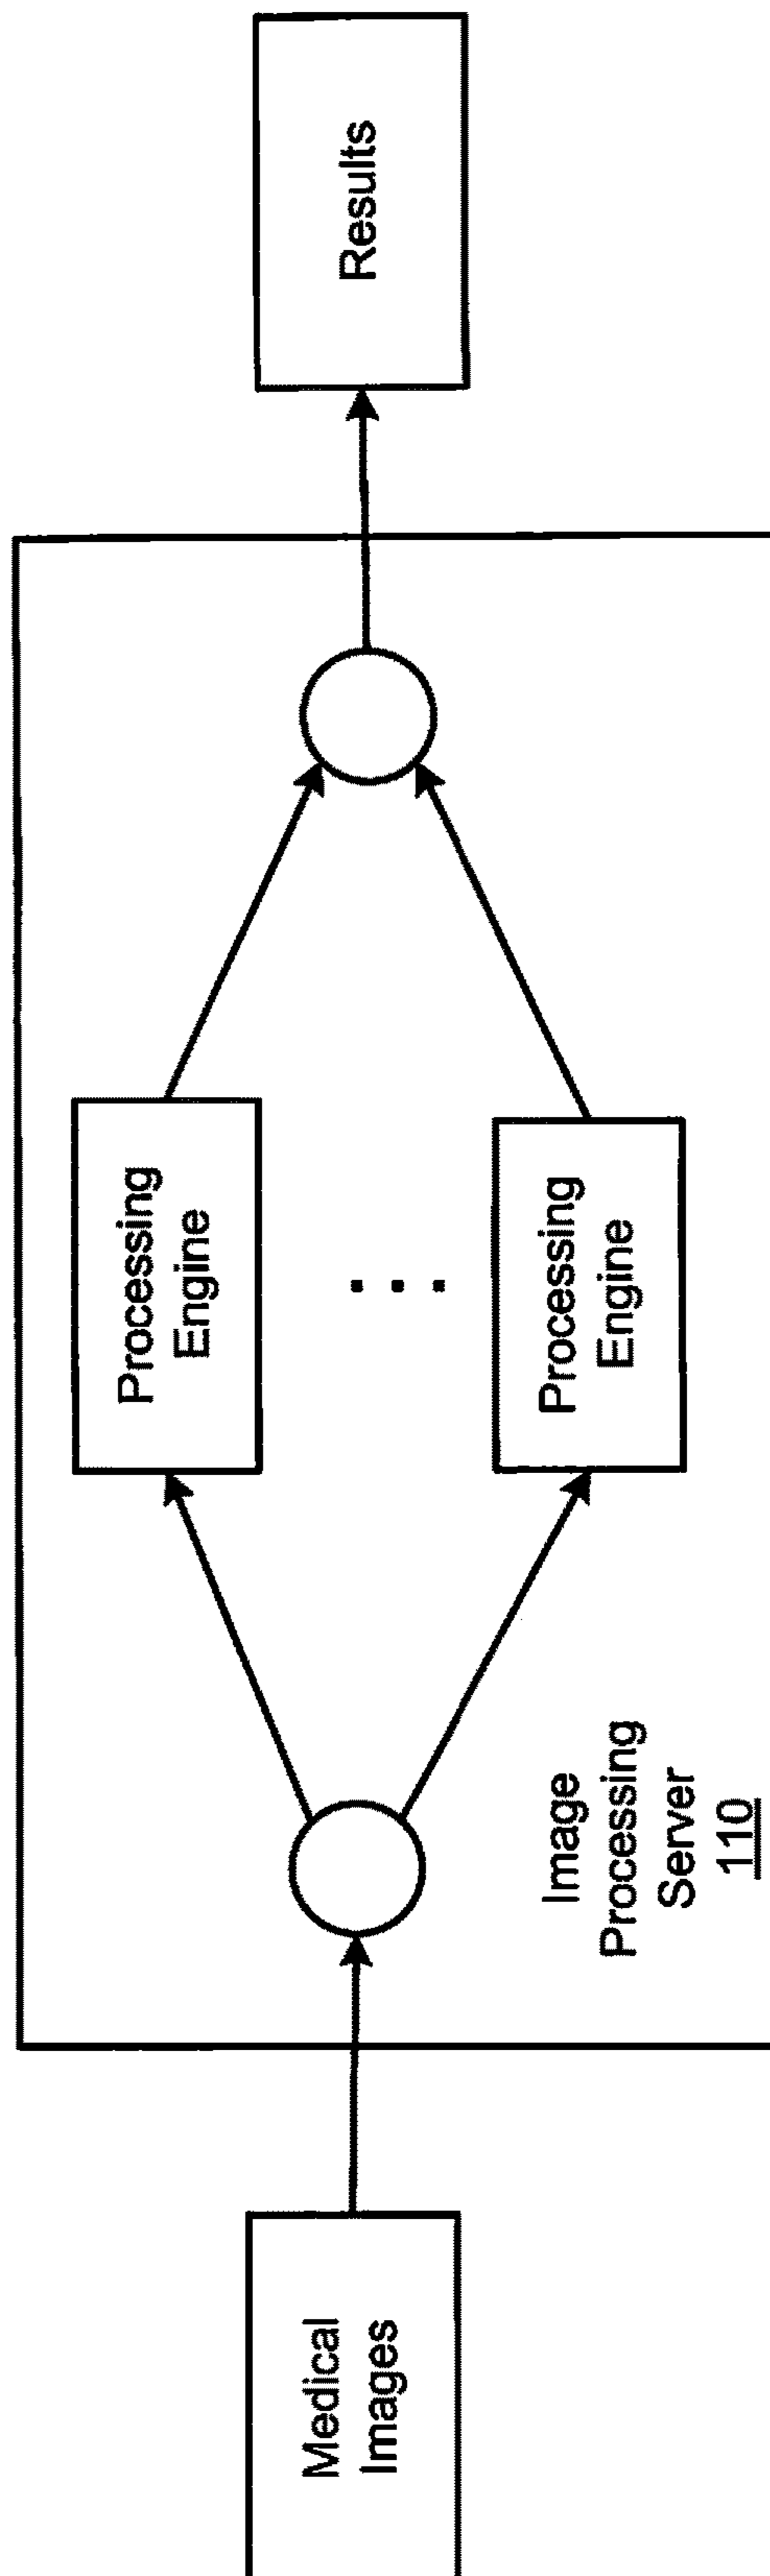 Medical
Images
Image
Processing
Server
110
Processing
Engine
. . .
Processing
Engine
Results